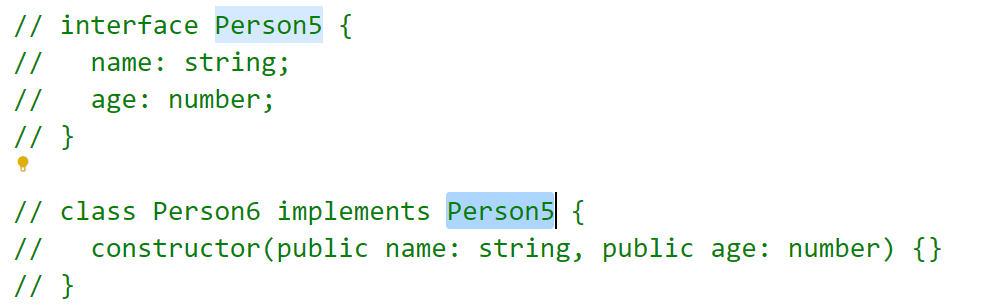 // interface Person5 {
//   name: string;
//   age: number;
// }
// class Person6 implements Person5 {
//   constructor(public name: string, public age: number) {}
// }